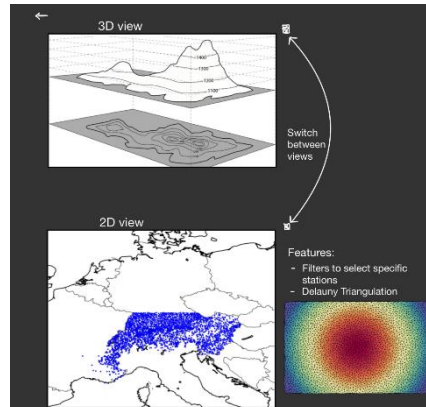 3D view
1400
1300
1200
1100
Switch
between
views
2D view
Features:
- Filters to select specific
stations
- Delauny Triangulation